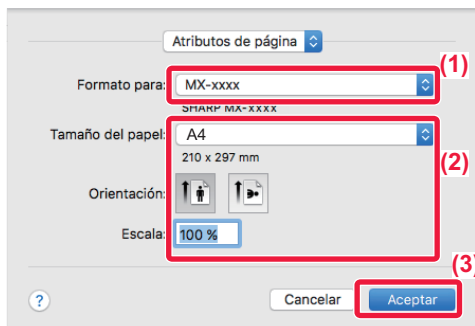 Atributos de página
(1)
Formato para: MX-xxxx
SHARP MX-xxxx
Tamaño del papel: A4
210 x 297 mm
(2)
Orientación:
Escala: 100 %
(3)
? Cancelar Aceptar